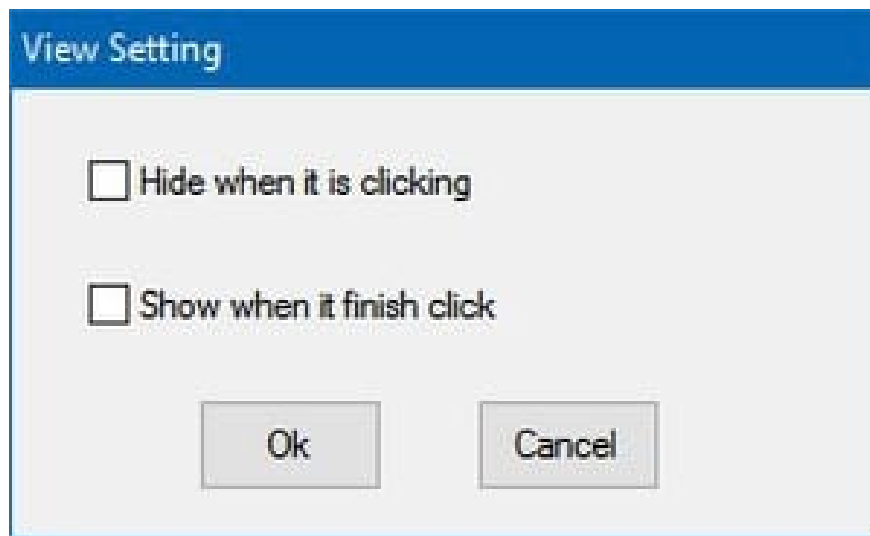 View Setting
Hide when it is clicking
Show when it finish click
Ok Cancel